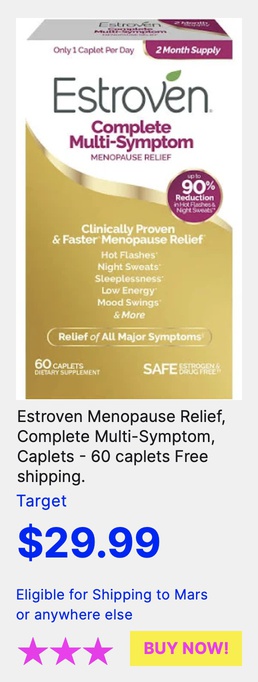 Estroven
Complete
Multi-Symptom
2 Month
Only 1 Caplet Per Day
2 Month Supply
Estroven
Complete
Multi-Symptom
MENOPAUSE RELIEF
up to
90%
Reduction
in Hot Flashes &
Night Sweats
Clinically Proven
& Faster Menopause Relief
Hot Flashes
Night Sweats
Sleeplessness
Low Energy
Mood Swings
& More
Relief of All Major Symptoms
60 CAPLETS
DIETARY SUPPLEMENT
SAFE ESTROGEN &
DRUG FREE
Estroven Menopause Relief,
Complete Multi-Symptom,
Caplets - 60 caplets Free
shipping.
Target
$29.99
Eligible for Shipping to Mars
or anywhere else
BUY NOW!